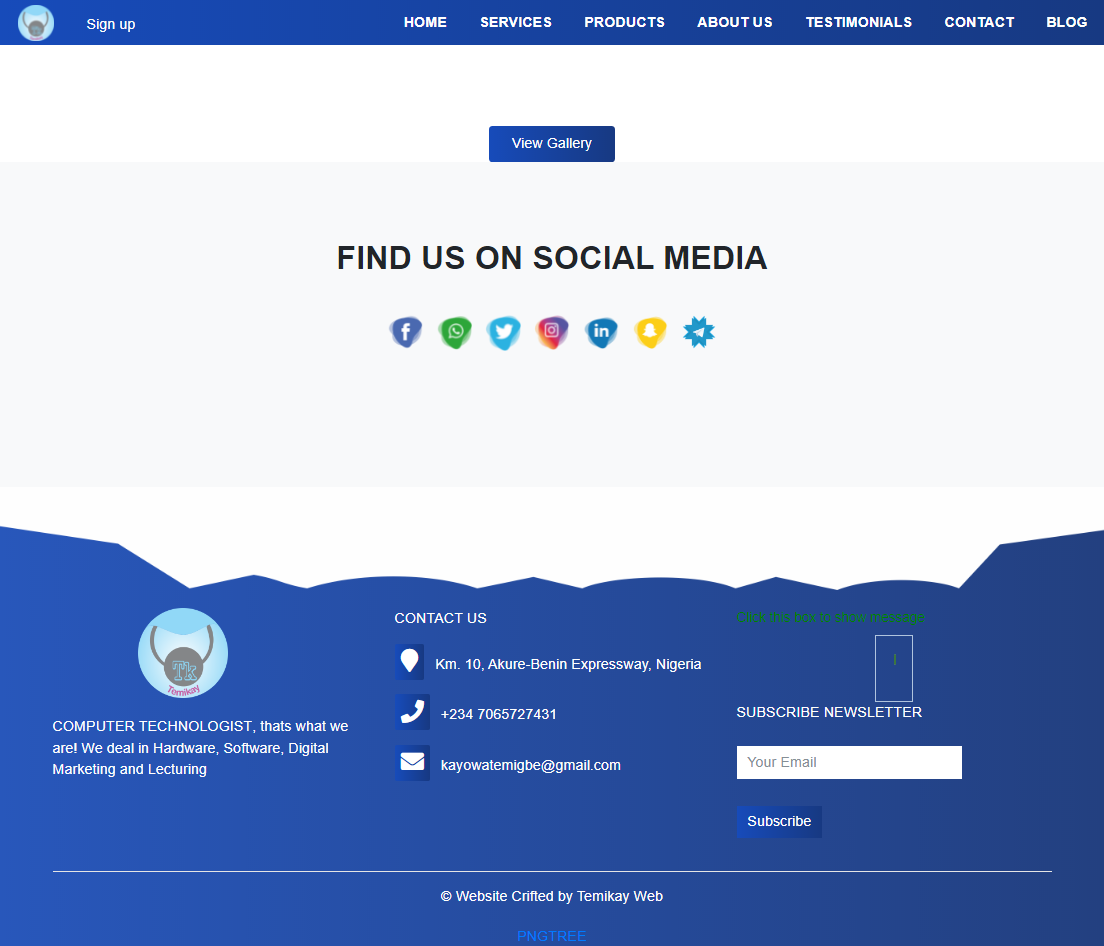 Sign up HOME SERVICES PRODUCTS ABOUT US TESTIMONIALS CONTACT BLOG
View Gallery
FIND US ON SOCIAL MEDIA
Tk
Temikay
COMPUTER TECHNOLOGIST, thats what we
are! We deal in Hardware, Software, Digital
Marketing and Lecturing
CONTACT US
Km. 10, Akure-Benin Expressway, Nigeria
+234 7065727431
kayowatemigbe@gmail.com
Click this box to show message
SUBSCRIBE NEWSLETTER
Your Email
Subscribe
© Website Crifted by Temikay Web
PNGTREE